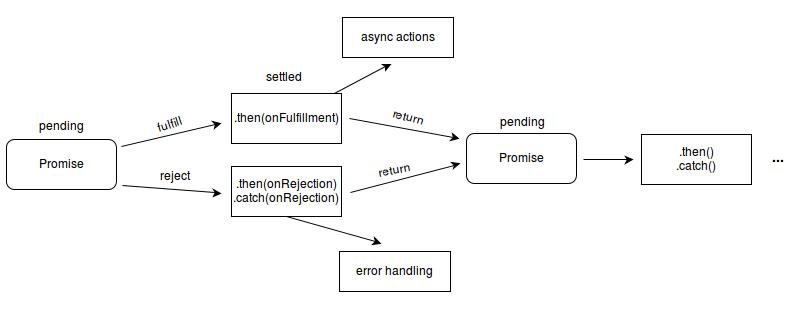 async actions
settled
pending
fulfill
.then(onFulfillment)
return
pending
Promise
reject
.then(onRejection)
.catch(onRejection)
return
Promise
.then()
.catch()
...
error handling